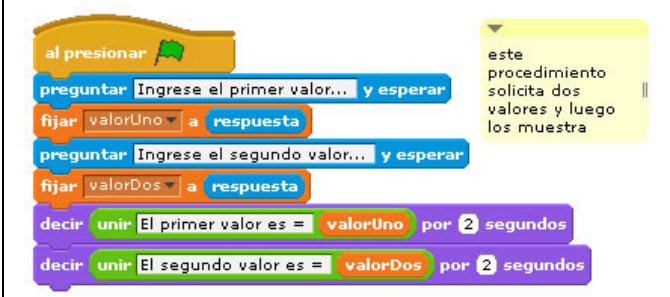 al presionar
preguntar Ingrese el primer valor... y esperar
fijar valorUno a respuesta
preguntar Ingrese el segundo valor... y esperar
fijar valorDos a respuesta
decir unir El primer valor es = valorUno por 2 segundos
decir unir El segundo valor es = valorDos por 2 segundos
este
procedimiento
solicita dos
valores y luego
los muestra